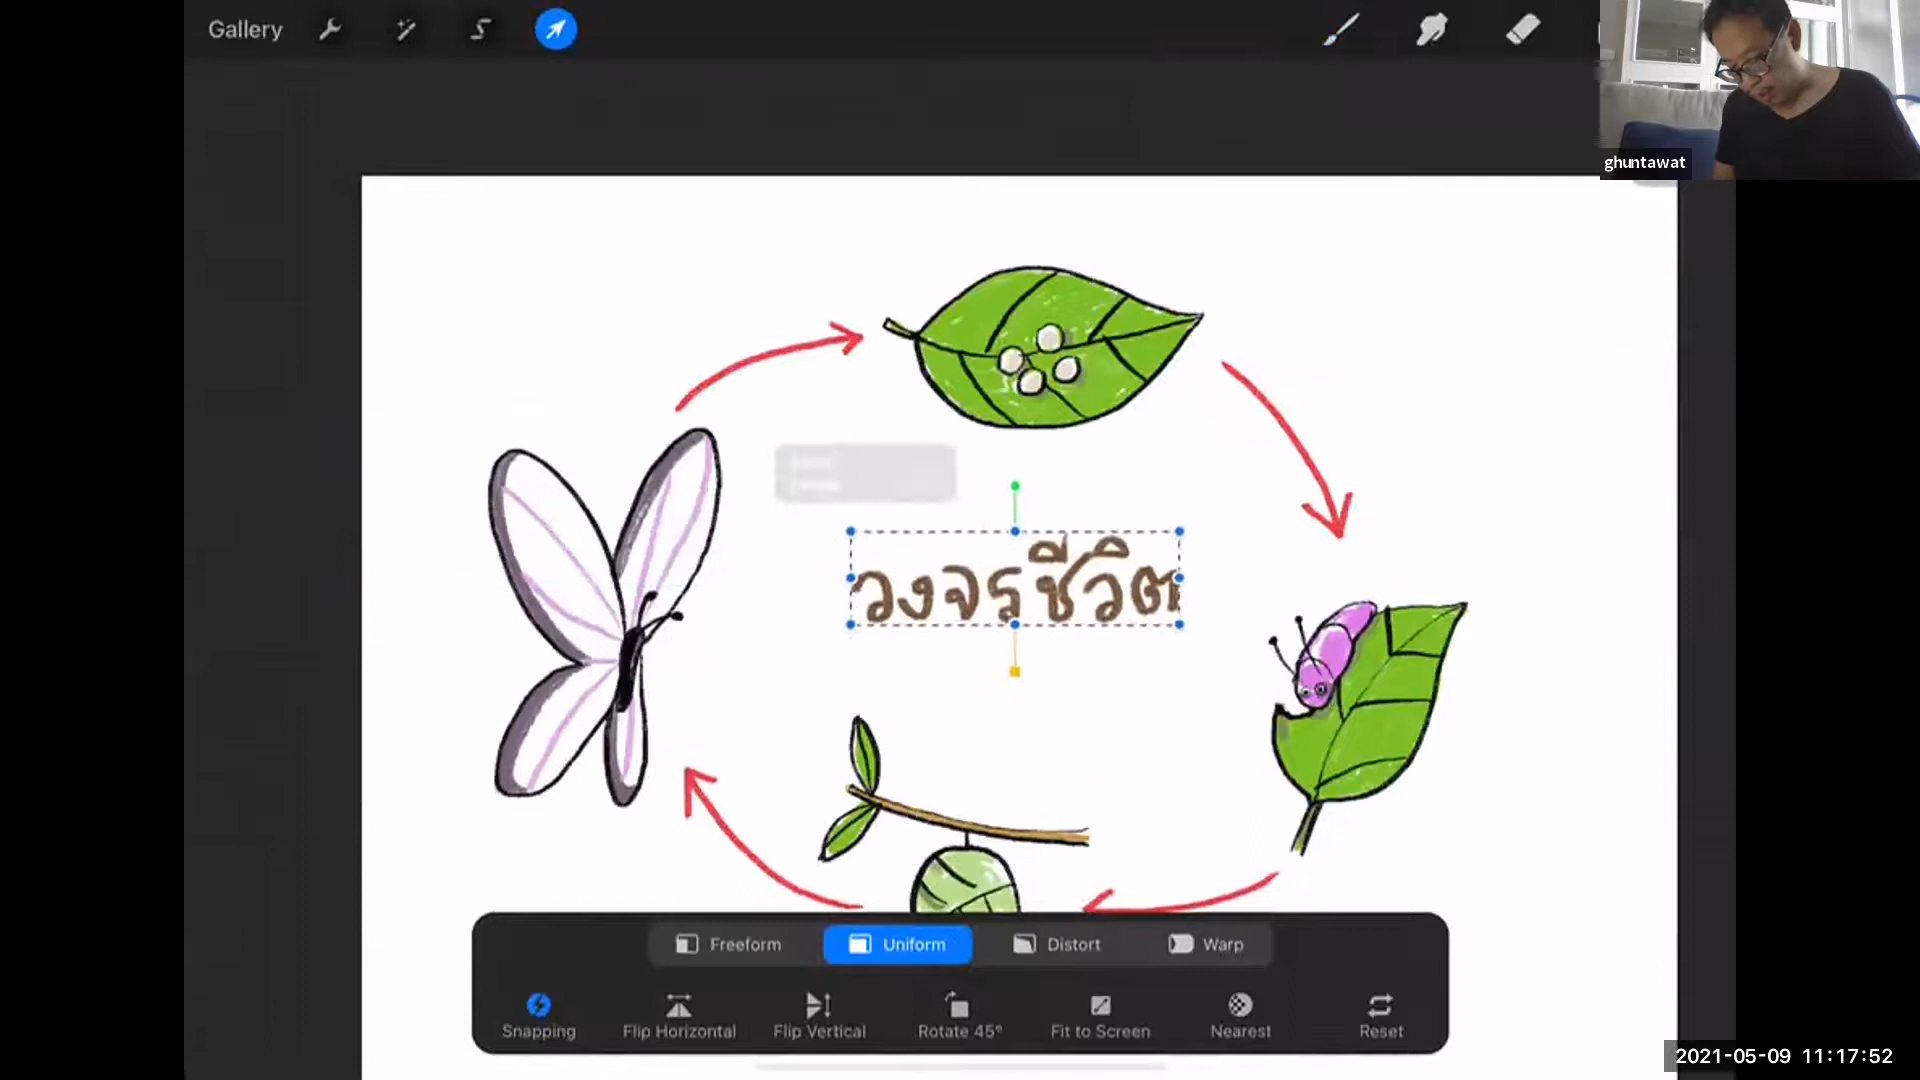 Gallery
ghuntawat
วงจรชีวิต
Freeform Uniform Distort Warp
Snapping Flip Horizontal Flip Vertical Rotate 45° Fit to Screen Nearest Reset
2021-05-09 11:17:52